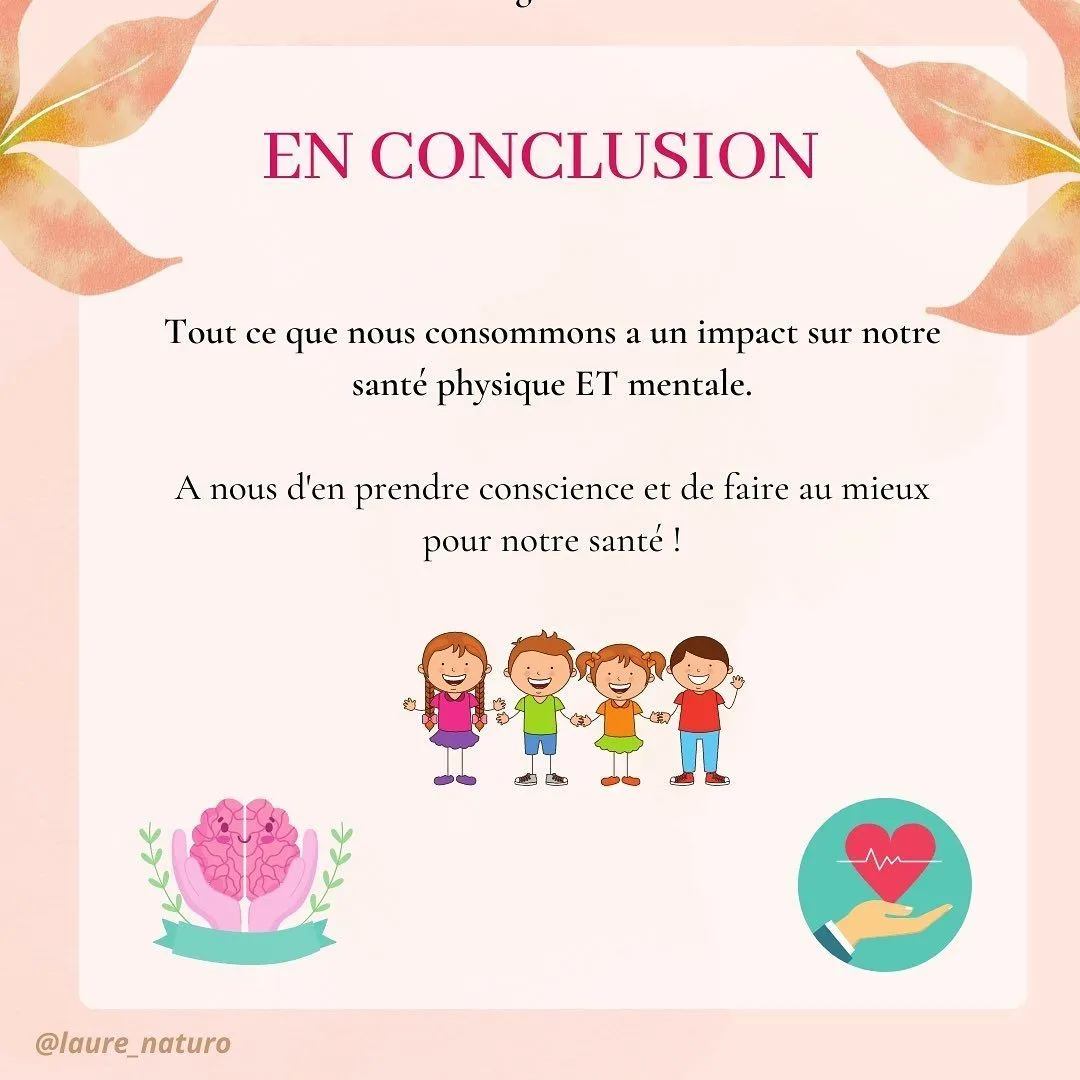 EN CONCLUSION
Tout ce que nous consommons a un impact sur notre
santé physique ET mentale.
A nous d'en prendre conscience et de faire au mieux
pour notre santé !
@laure_naturo